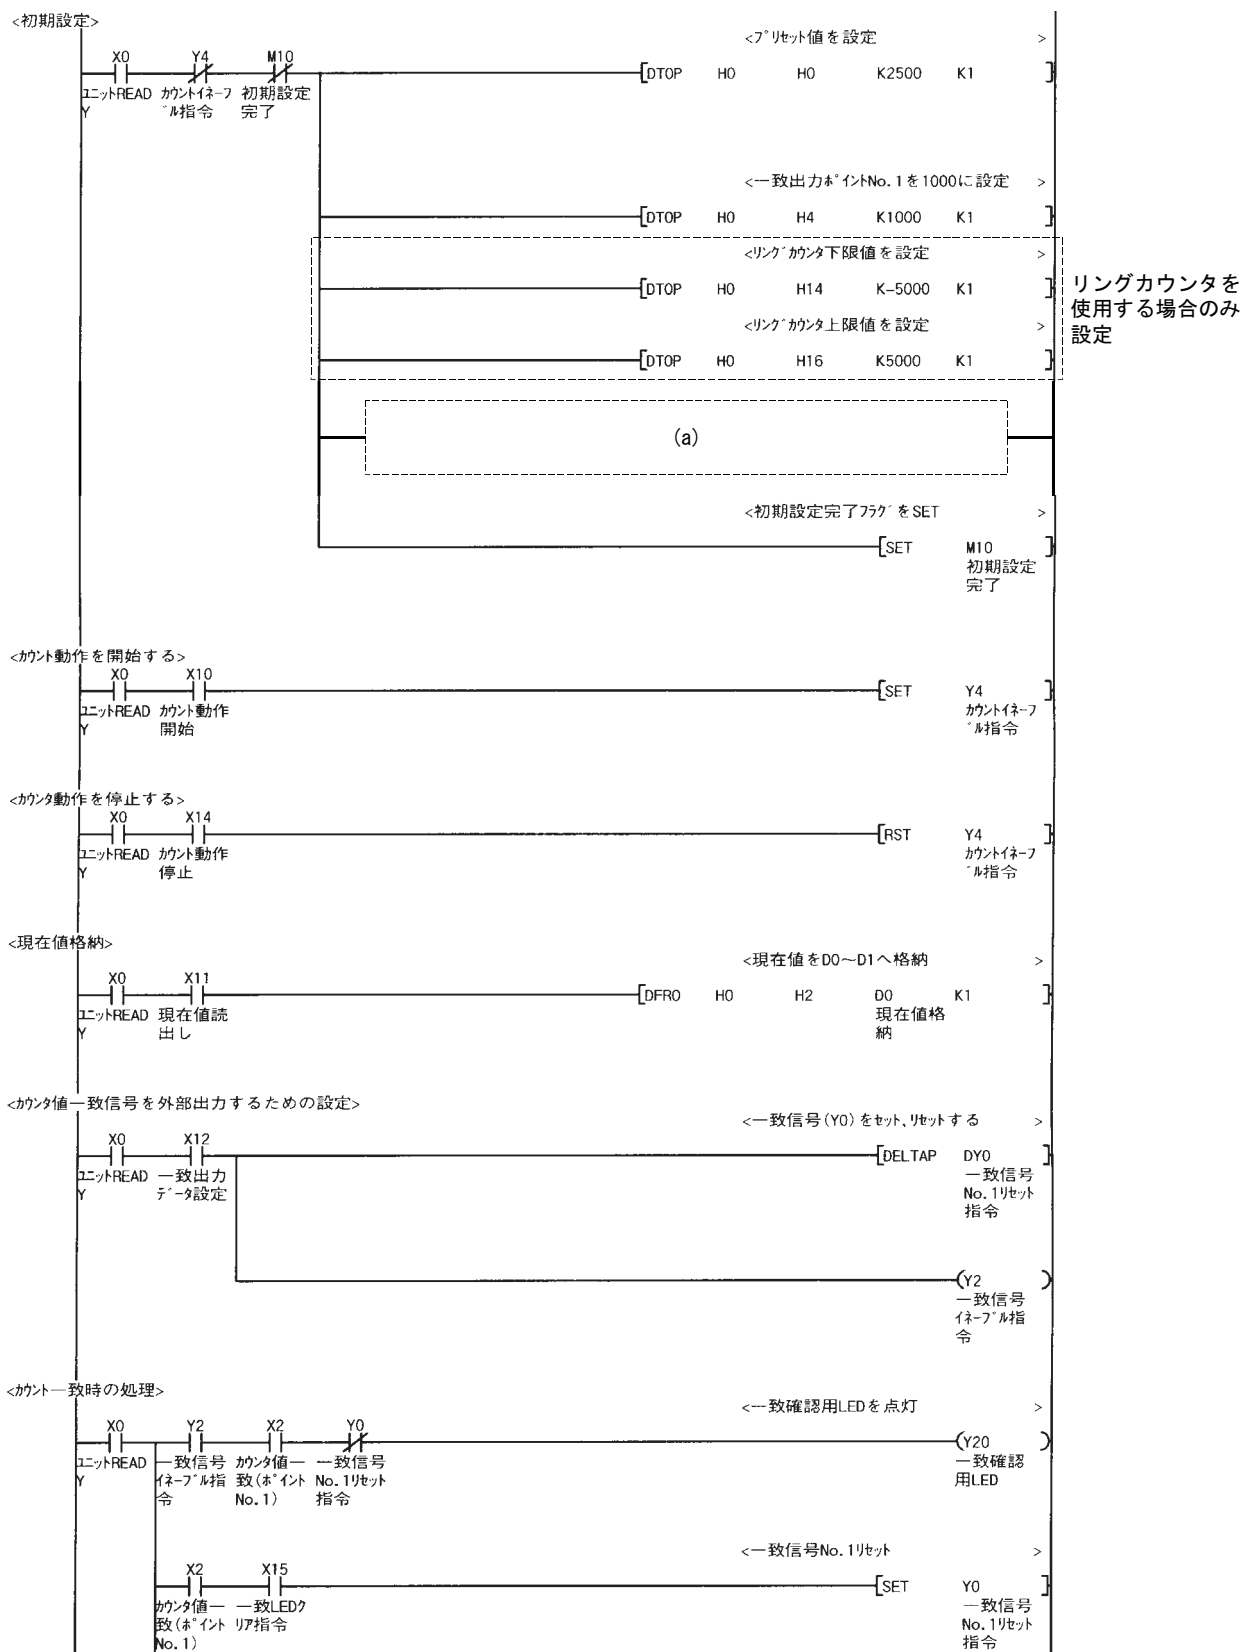 <初期設定>
<プリセット値を設定 >
X0 Y4 M10
[DTOP H0 H0 K2500 K1 ]
ユニットREAD カウントイネーブ 初期設定
Y ル指令 完了
<一致出力ポイントNo.1を1000に設定 >
[DTOP H0 H4 K1000 K1 ]
<リングカウンタ下限値を設定 >
[DTOP H0 H14 K-5000 K1 ]
<リングカウンタ上限値を設定 >
[DTOP H0 H16 K5000 K1 ]
リングカウンタを
使用する場合のみ
設定
(a)
<初期設定完了フラグをSET >
[SET M10 ]
初期設定
完了
<カウント動作を開始する>
X0 X10
[SET Y4 ]
ユニットREAD カウント動作 カウントイネーブ
Y 開始 ル指令
<カウンタ動作を停止する>
X0 X14
[RST Y4 ]
ユニットREAD カウント動作 カウントイネーブ
Y 停止 ル指令
<現在値格納>
<現在値をD0～D1へ格納 >
X0 X11
[DFRO H0 H2 D0 K1 ]
ユニットREAD 現在値読 現在値格
Y 出し 納
<カウンタ値一致信号を外部出力するための設定>
<一致信号(Y0)をセット、リセットする >
X0 X12
[DELTAP DY0 ]
ユニットREAD 一致出力 一致信号
Y データ設定 No.1リセット
指令
(Y2 )
一致信号
イネーブル指
令
<カウント一致時の処理>
<一致確認用LEDを点灯 >
X0 Y2 X2 Y0
(Y20 )
ユニットREAD 一致信号 カウンタ値一 一致信号 一致確認
Y イネーブル指 致(ポイント No.1リセット 用LED
令 No.1) 指令
<一致信号No.1リセット >
X2 X15
[SET Y0 ]
カウンタ値一 一致LEDク 一致信号
致(ポイント リア指令 No.1リセット
No.1) 指令